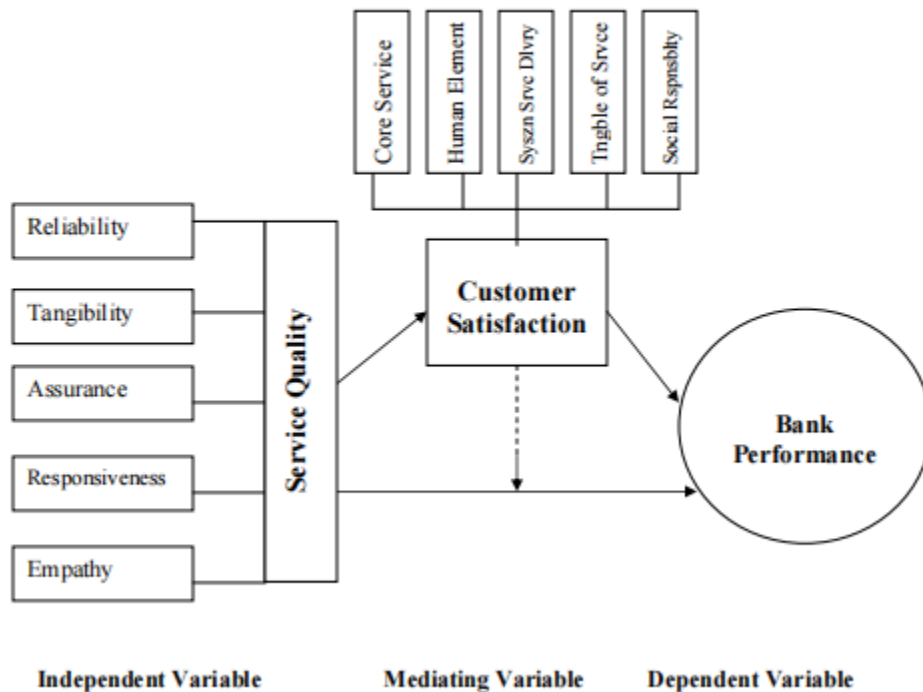 Core Service
Human Element
Syszn Srvc Dlvry
Tngble of Srvce
Social Rspnsblty
Reliability
Tangibility
Assurance
Responsiveness
Empathy
Service Quality
Customer
Satisfaction
Bank
Performance
Independent Variable
Mediating Variable
Dependent Variable